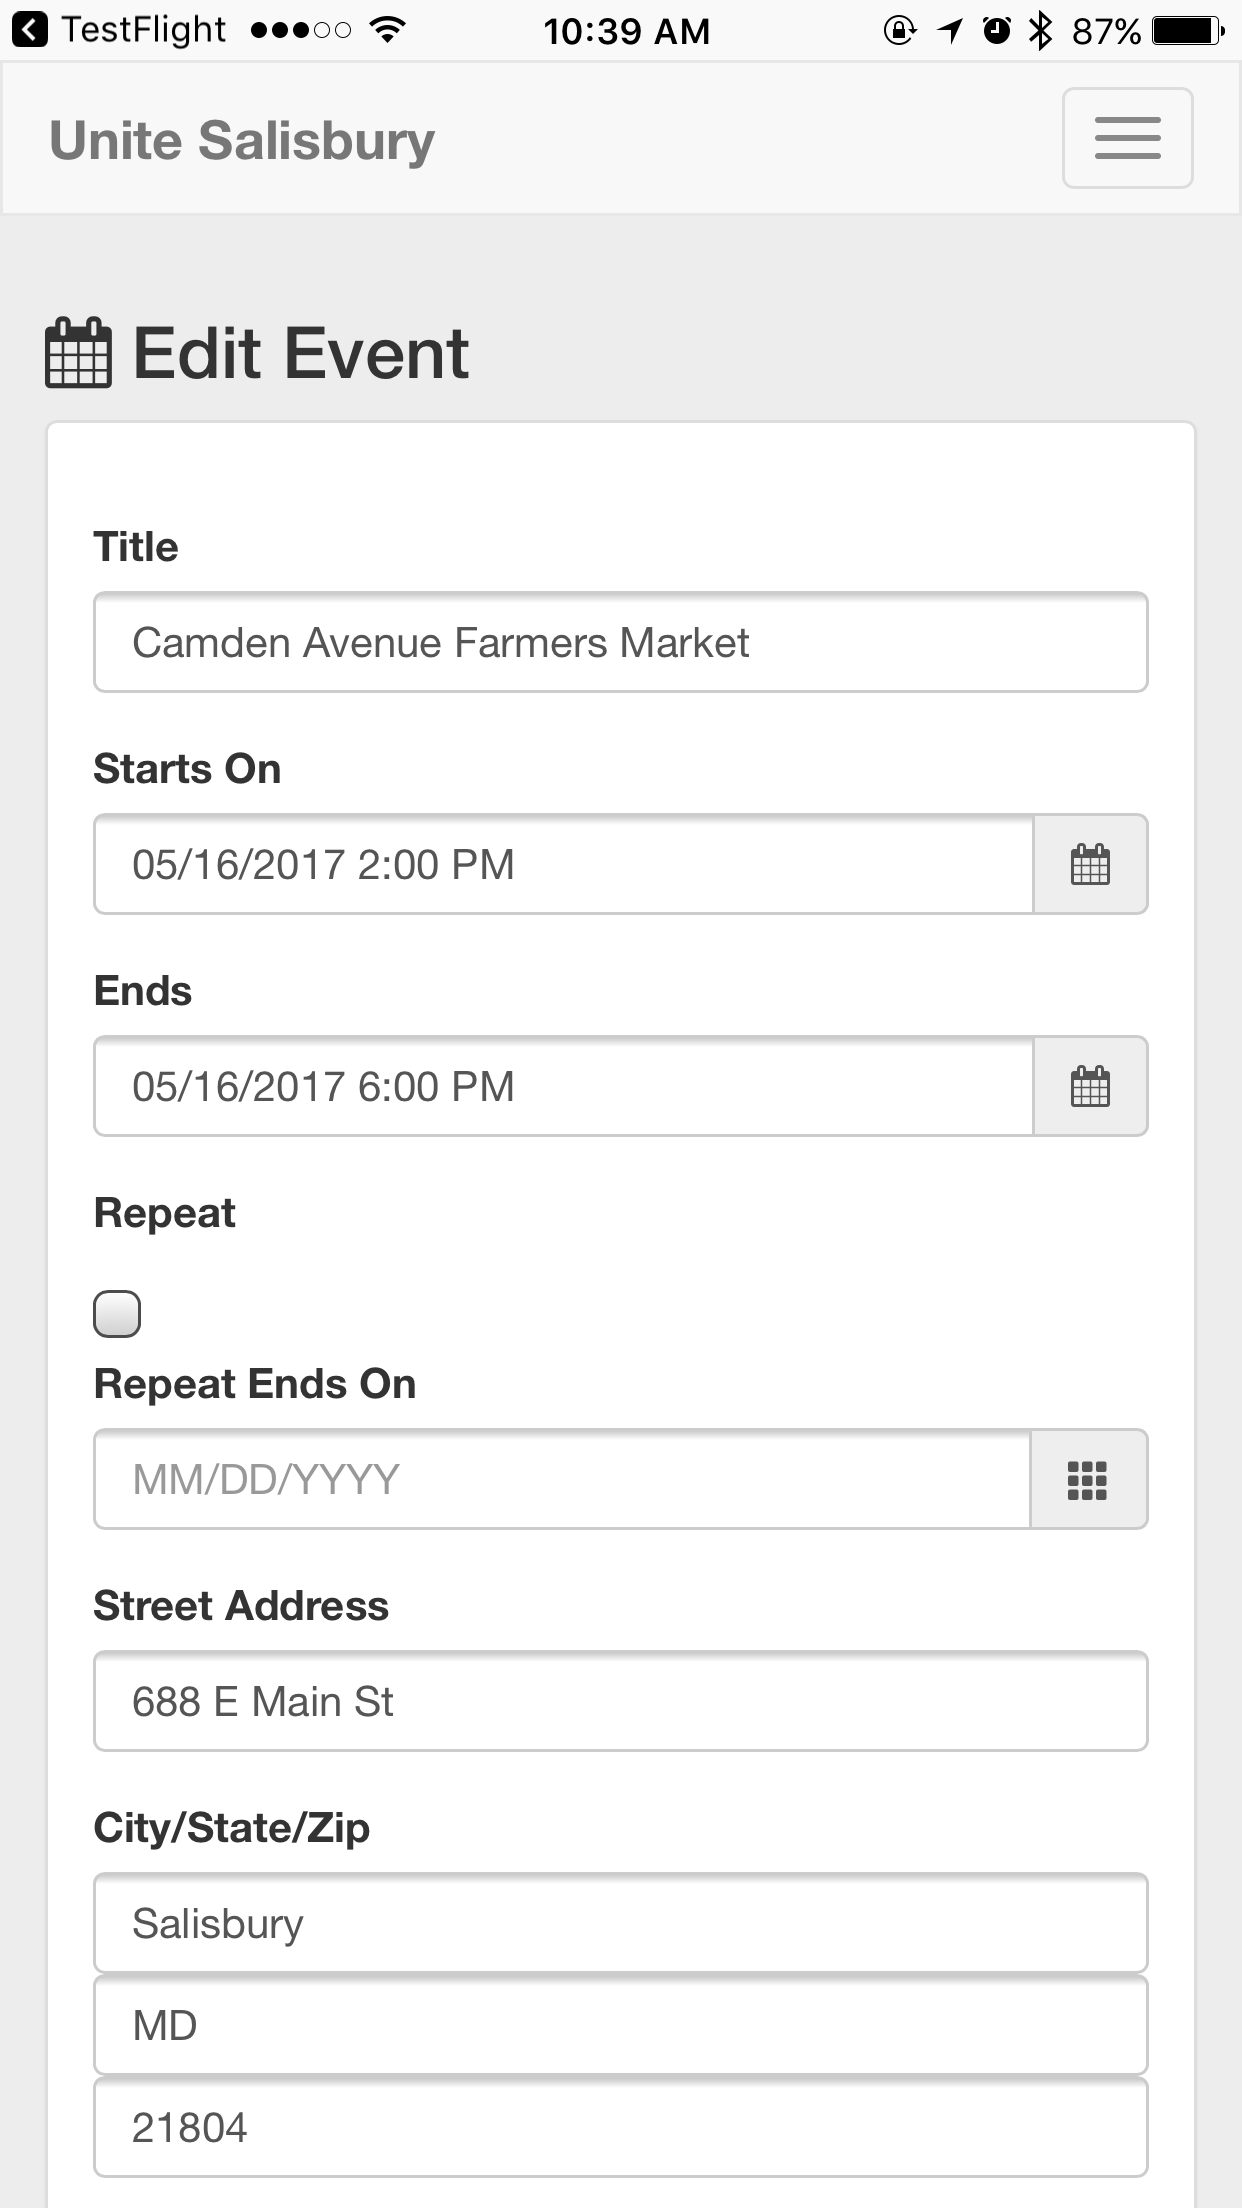 TestFlight 10:39 AM 87%
Unite Salisbury
Edit Event
Title
Camden Avenue Farmers Market
Starts On
05/16/2017 2:00 PM
Ends
05/16/2017 6:00 PM
Repeat
Repeat Ends On
MM/DD/YYYY
Street Address
688 E Main St
City/State/Zip
Salisbury
MD
21804